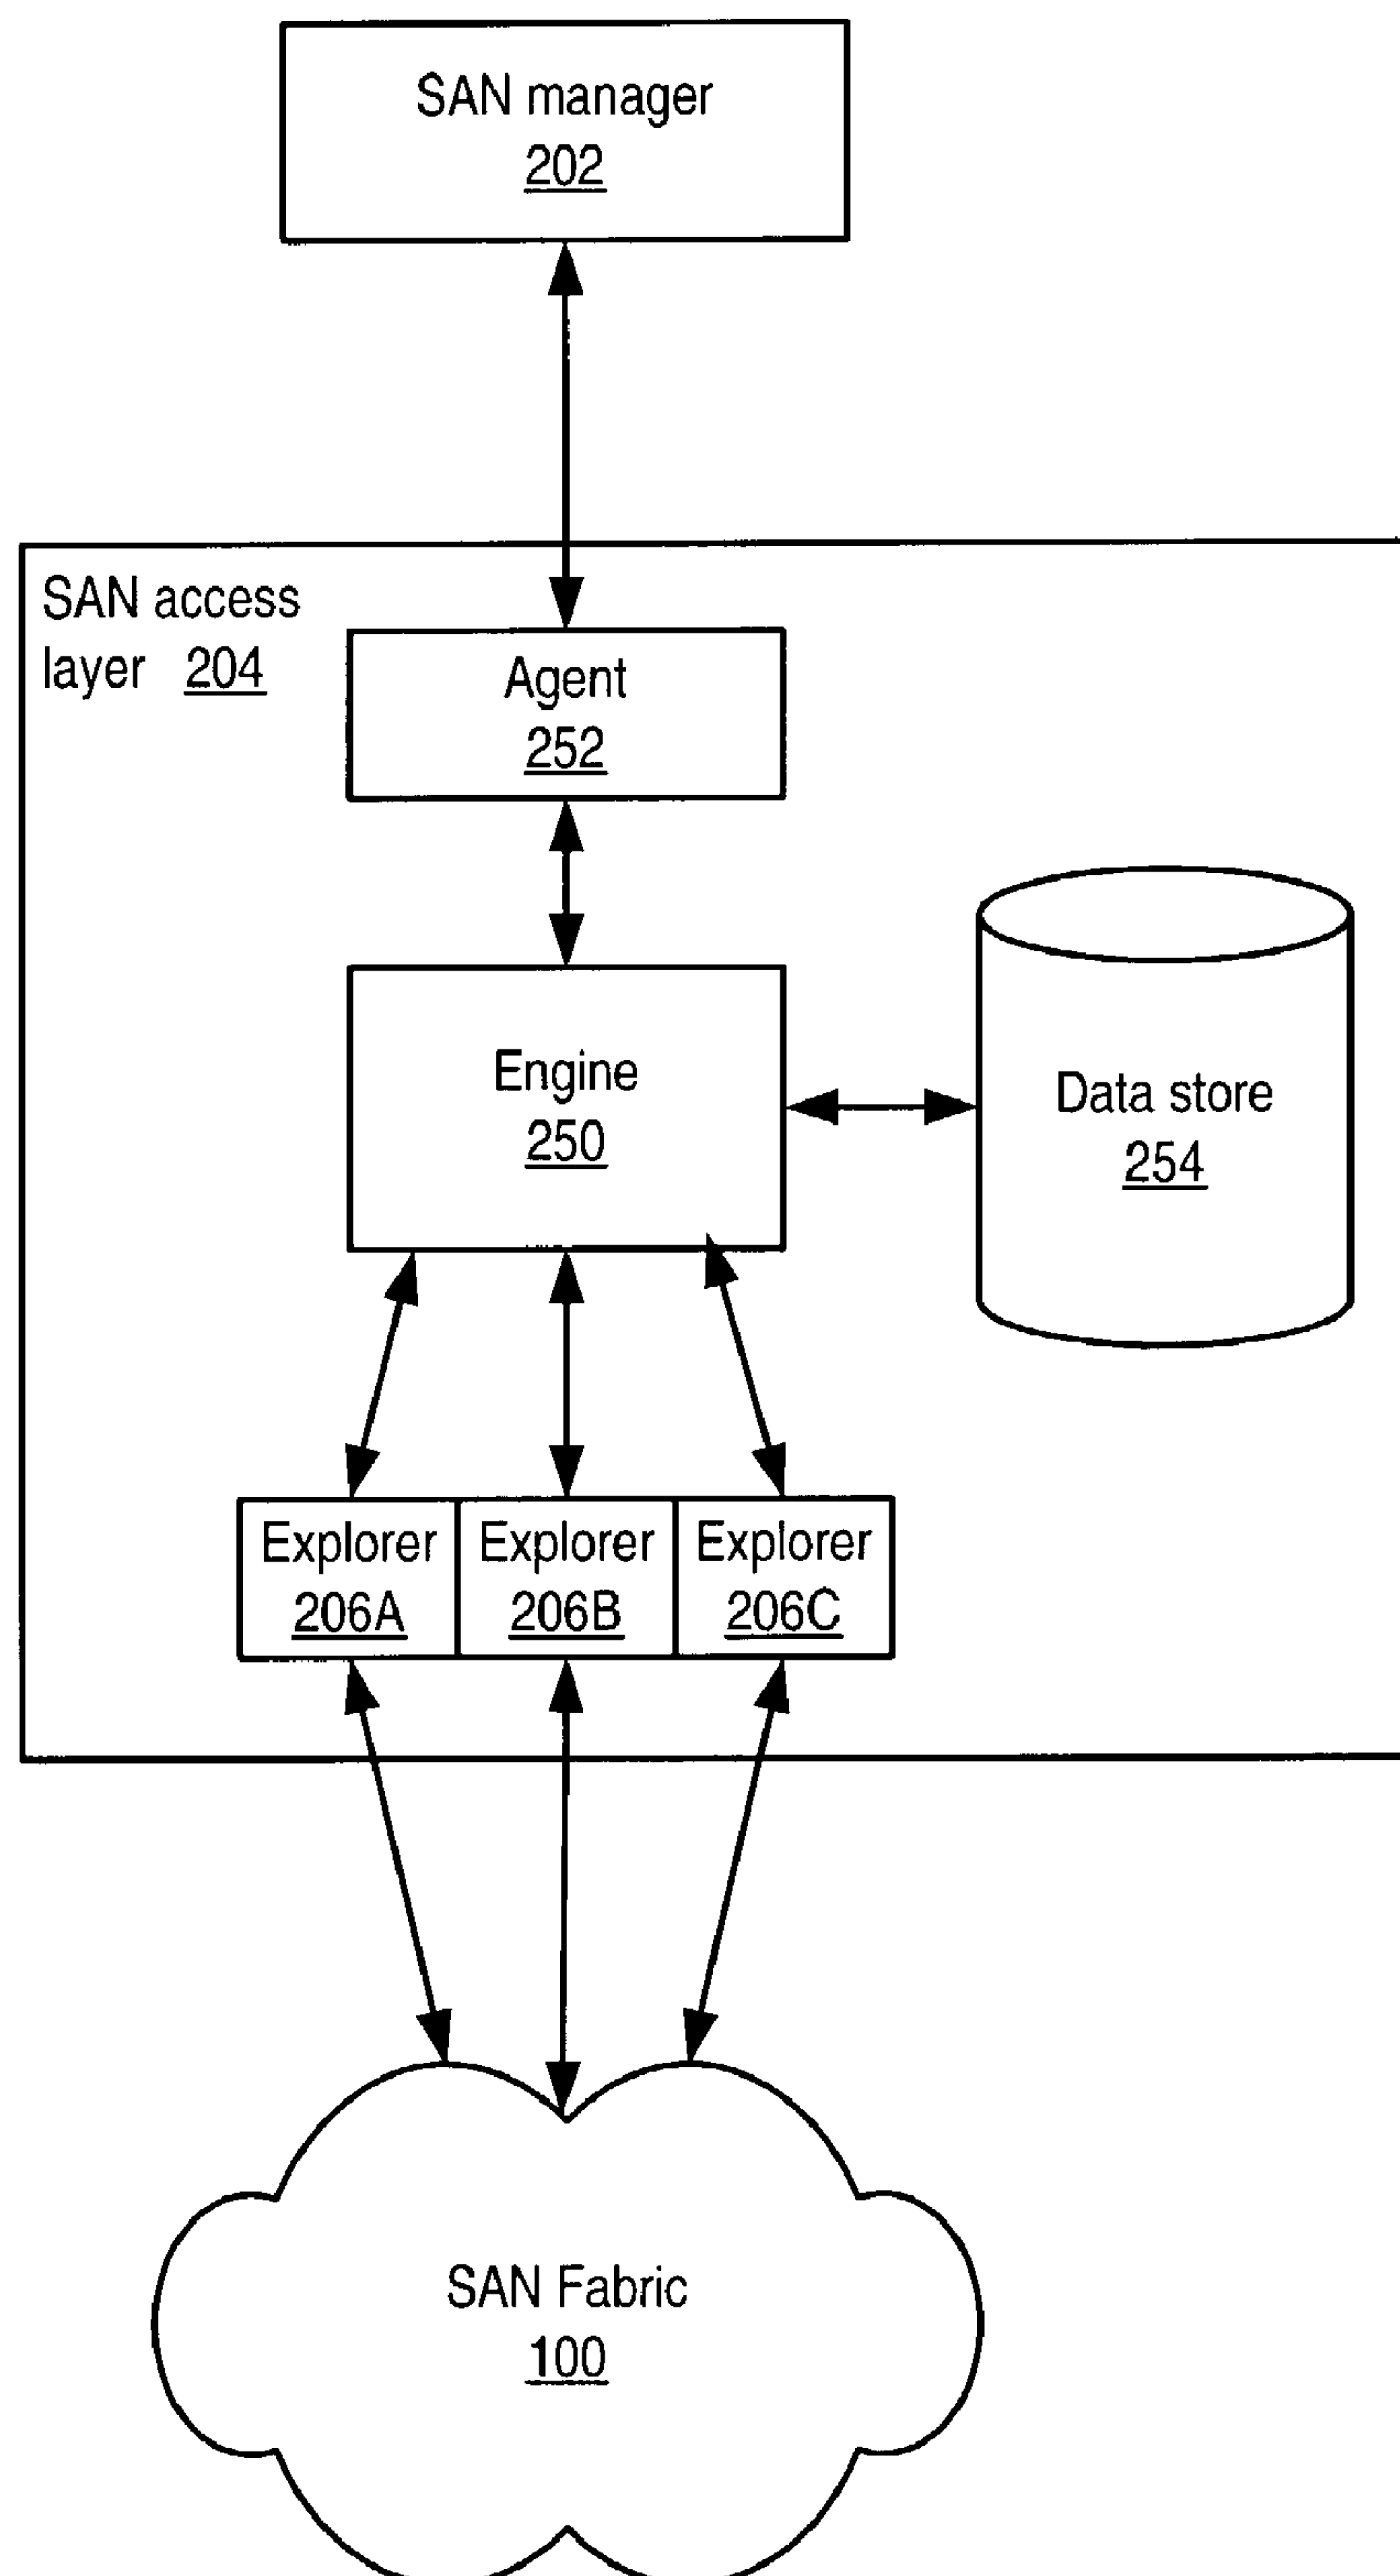 SAN manager
202
SAN access
layer 204
Agent
252
Engine
250
Data store
254
Explorer
206A
Explorer
206B
Explorer
206C
SAN Fabric
100